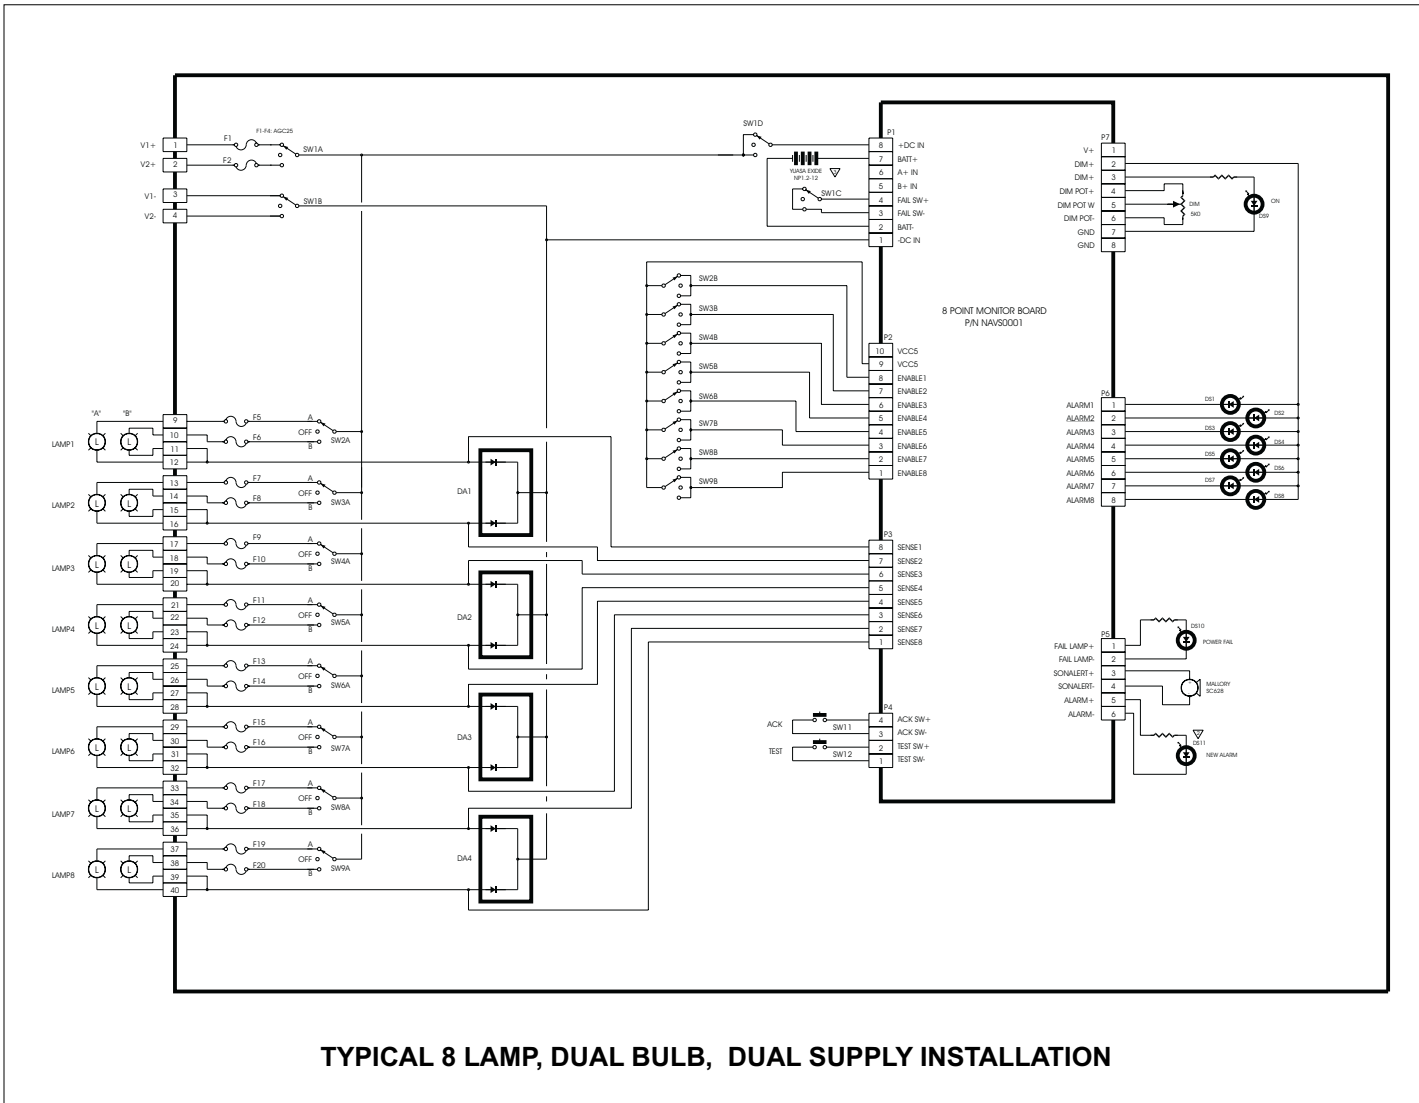 V1+ 1 F1 F1-F4: AGC25
SW1A
V2+ 2 F2
V1- 3
SW1B
V2- 4
SW1D
YUASA EXIDE
NP1.2-12
SW1C
P1
8 +DC IN
7 BATT+
6 A+ IN
5 B+ IN
4 FAIL SW+
3 FAIL SW-
2 BATT-
1 -DC IN
P7
V+ 1
DIM+ 2
DIM+ 3
DIM POT+ 4
DIM POT W 5
DIM POT- 6
GND 7
GND 8
DIM
5KΩ
ON
DS9
8 POINT MONITOR BOARD
P/N NAVS0001
SW2B
SW3B
SW4B
SW5B
SW6B
SW7B
SW8B
SW9B
P2
10 VCC5
9 VCC5
8 ENABLE1
7 ENABLE2
6 ENABLE3
5 ENABLE4
4 ENABLE5
3 ENABLE6
2 ENABLE7
1 ENABLE8
P6
ALARM1 1 DS1
ALARM2 2 DS2
ALARM3 3 DS3
ALARM4 4 DS4
ALARM5 5 DS5
ALARM6 6 DS6
ALARM7 7 DS7
ALARM8 8 DS8
"A" "B"
LAMP1 L L
9 F5 A
10 OFF SW2A
11 F6 B
12
LAMP2 L L
13 F7 A
14 OFF SW3A
15 F8 B
16
DA1
LAMP3 L L
17 F9 A
18 OFF SW4A
19 F10 B
20
LAMP4 L L
21 F11 A
22 OFF SW5A
23 F12 B
24
DA2
LAMP5 L L
25 F13 A
26 OFF SW6A
27 F14 B
28
LAMP6 L L
29 F15 A
30 OFF SW7A
31 F16 B
32
DA3
LAMP7 L L
33 F17 A
34 OFF SW8A
35 F18 B
36
LAMP8 L L
37 F19 A
38 OFF SW9A
39 F20 B
40
DA4
P3
8 SENSE1
7 SENSE2
6 SENSE3
5 SENSE4
4 SENSE5
3 SENSE6
2 SENSE7
1 SENSE8
P4
ACK SW11 4 ACK SW+
3 ACK SW-
TEST SW12 2 TEST SW+
1 TEST SW-
P5
FAIL LAMP+ 1
FAIL LAMP- 2
SONALERT+ 3
SONALERT- 4
ALARM+ 5
ALARM- 6
DS10
POWER FAIL
MALLORY
SC628
DS11
NEW ALARM
TYPICAL 8 LAMP, DUAL BULB, DUAL SUPPLY INSTALLATION